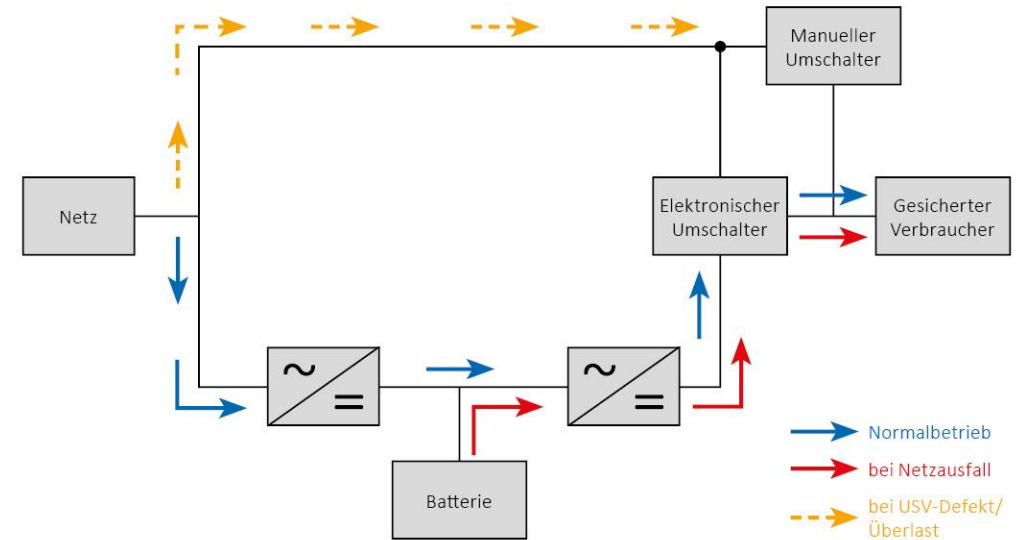 Manueller
Umschalter
Netz
Elektronischer
Umschalter
Gesicherter
Verbraucher
~
=
~
=
Batterie
Normalbetrieb
bei Netzausfall
bei USV-Defekt/
Überlast